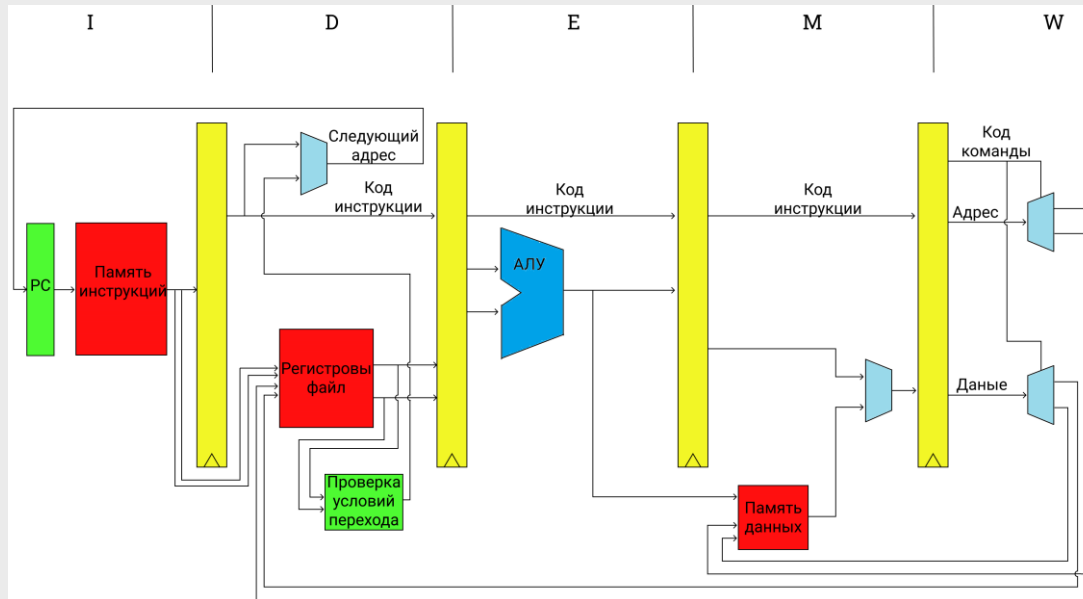 I
D
E
M
W
Следующий
адрес
Код
инструкции
Код
инструкции
Код
инструкции
Код
команды
Адрес
PC
Память
инструкций
АЛУ
Регистровы
файл
Даные
Проверка
условий
перехода
Память
данных